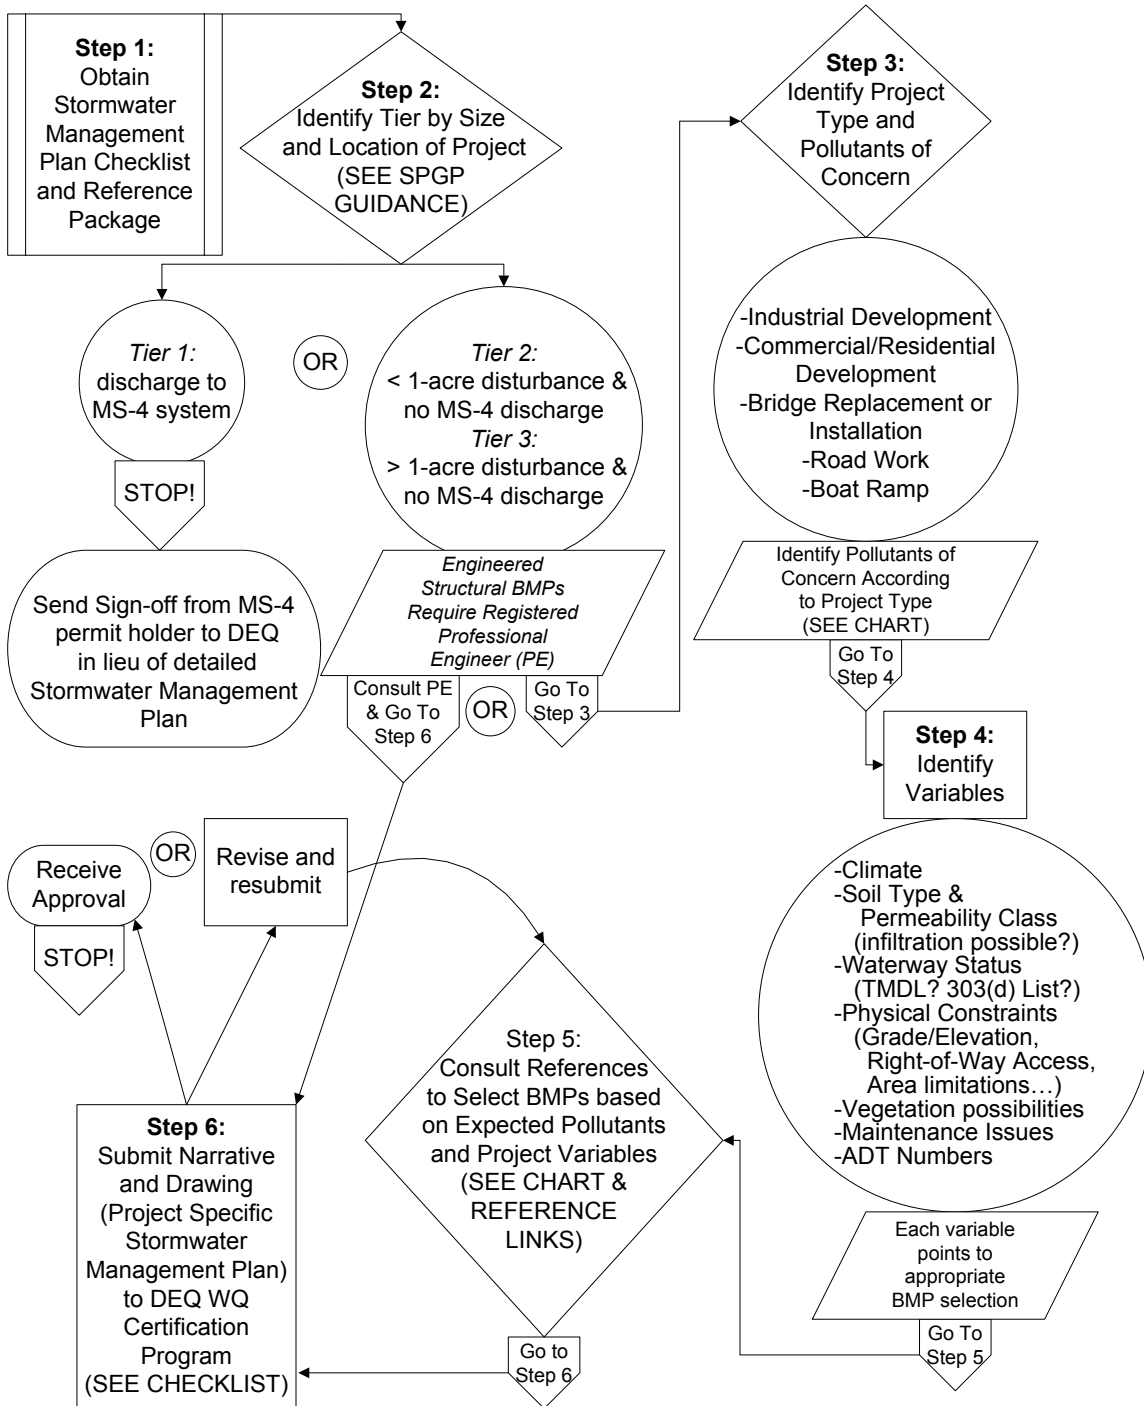 Step 1:
Obtain
Stormwater
Management
Plan Checklist
and Reference
Package
Step 2:
Identify Tier by Size
and Location of Project
(SEE SPGP
GUIDANCE)
Tier 1:
discharge to
MS-4 system
STOP!
Send Sign-off from MS-4
permit holder to DEQ
in lieu of detailed
Stormwater Management
Plan
OR
Tier 2:
< 1-acre disturbance &
no MS-4 discharge
Tier 3:
> 1-acre disturbance &
no MS-4 discharge
Engineered
Structural BMPs
Require Registered
Professional
Engineer (PE)
Consult PE
& Go To
Step 6
OR
Go To
Step 3
Step 3:
Identify Project
Type and
Pollutants of
Concern
-Industrial Development
-Commercial/Residential
Development
-Bridge Replacement or
Installation
-Road Work
-Boat Ramp
Identify Pollutants of
Concern According
to Project Type
(SEE CHART)
Go To
Step 4
Step 4:
Identify
Variables
-Climate
-Soil Type &
Permeability Class
(infiltration possible?)
-Waterway Status
(TMDL? 303(d) List?)
-Physical Constraints
(Grade/Elevation,
Right-of-Way Access,
Area limitations…)
-Vegetation possibilities
-Maintenance Issues
-ADT Numbers
Each variable
points to
appropriate
BMP selection
Go To
Step 5
Step 5:
Consult References
to Select BMPs based
on Expected Pollutants
and Project Variables
(SEE CHART &
REFERENCE
LINKS)
Go to
Step 6
Step 6:
Submit Narrative
and Drawing
(Project Specific
Stormwater
Management Plan)
to DEQ WQ
Certification
Program
(SEE CHECKLIST)
Receive
Approval
STOP!
OR
Revise and
resubmit